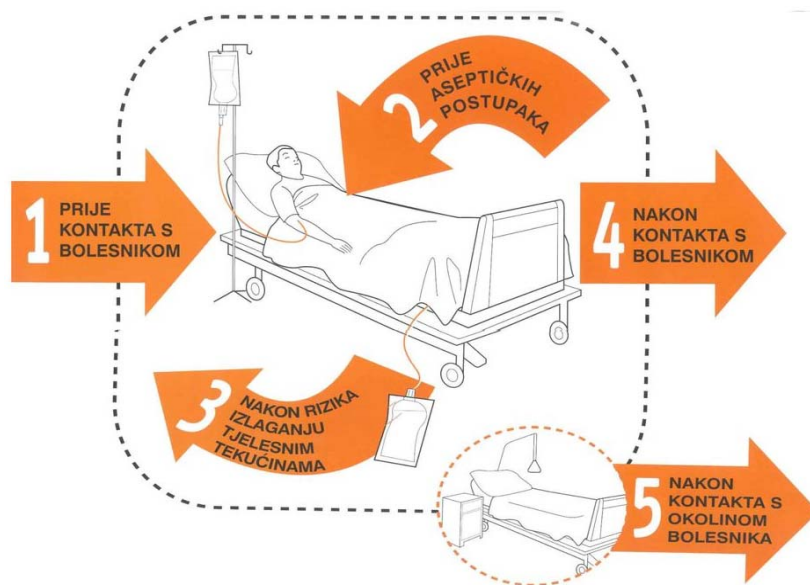 1 PRIJE
KONTAKTA S
BOLESNIKOM
2 PRIJE
ASEPTIČKIH
POSTUPAKA
3 NAKON RIZIKA
IZLAGANJU
TJELESNIM
TEKUĆINAMA
4 NAKON
KONTAKTA S
BOLESNIKOM
5 NAKON
KONTAKTA S
OKOLINOM
BOLESNIKA